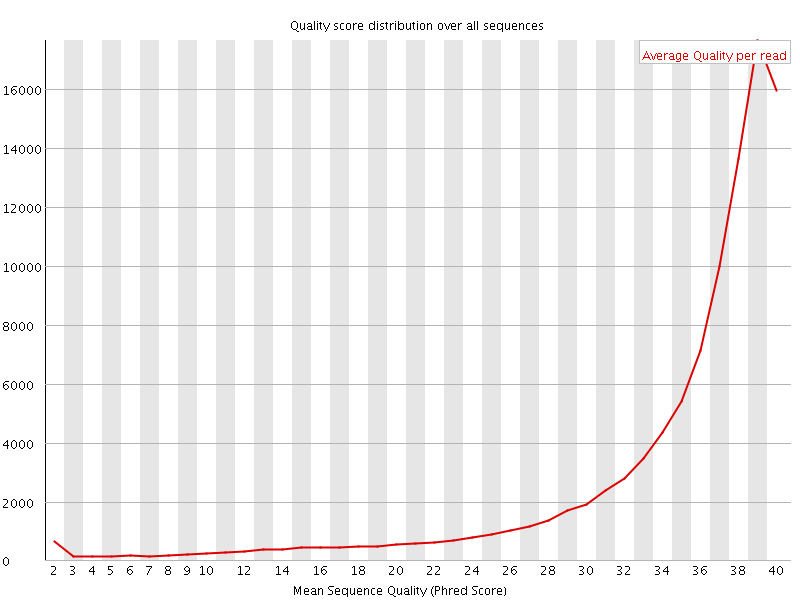 Quality score distribution over all sequences
Average Quality per read
16000
14000
12000
10000
8000
6000
4000
2000
0
2 3 4 5 6 7 8 9 10 12 14 16 18 20 22 24 26 28 30 32 34 36 38 40
Mean Sequence Quality (Phred Score)